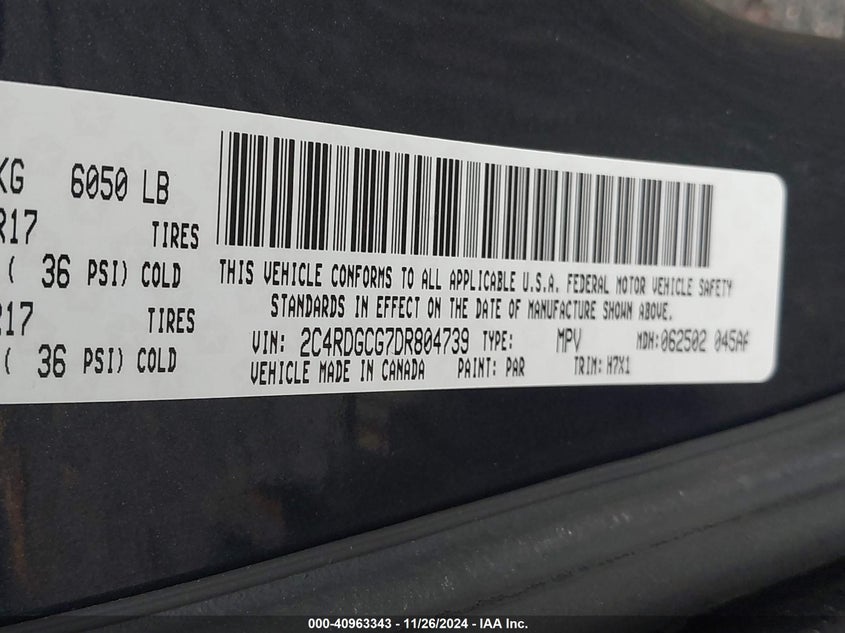 KG 6050 LB
R17 TIRES
( 36 PSI) COLD
R17 TIRES
( 36 PSI) COLD
THIS VEHICLE CONFORMS TO ALL APPLICABLE U.S.A. FEDERAL MOTOR VEHICLE SAFETY
STANDARDS IN EFFECT ON THE DATE OF MANUFACTURE SHOWN ABOVE.
VIN: 2C4RDGCG7DR804739 TYPE: MPV MDH:062502 045AF
VEHICLE MADE IN CANADA PAINT: PAR TRIM: H7X1
000-40963343 - 11/26/2024 - IAA Inc.